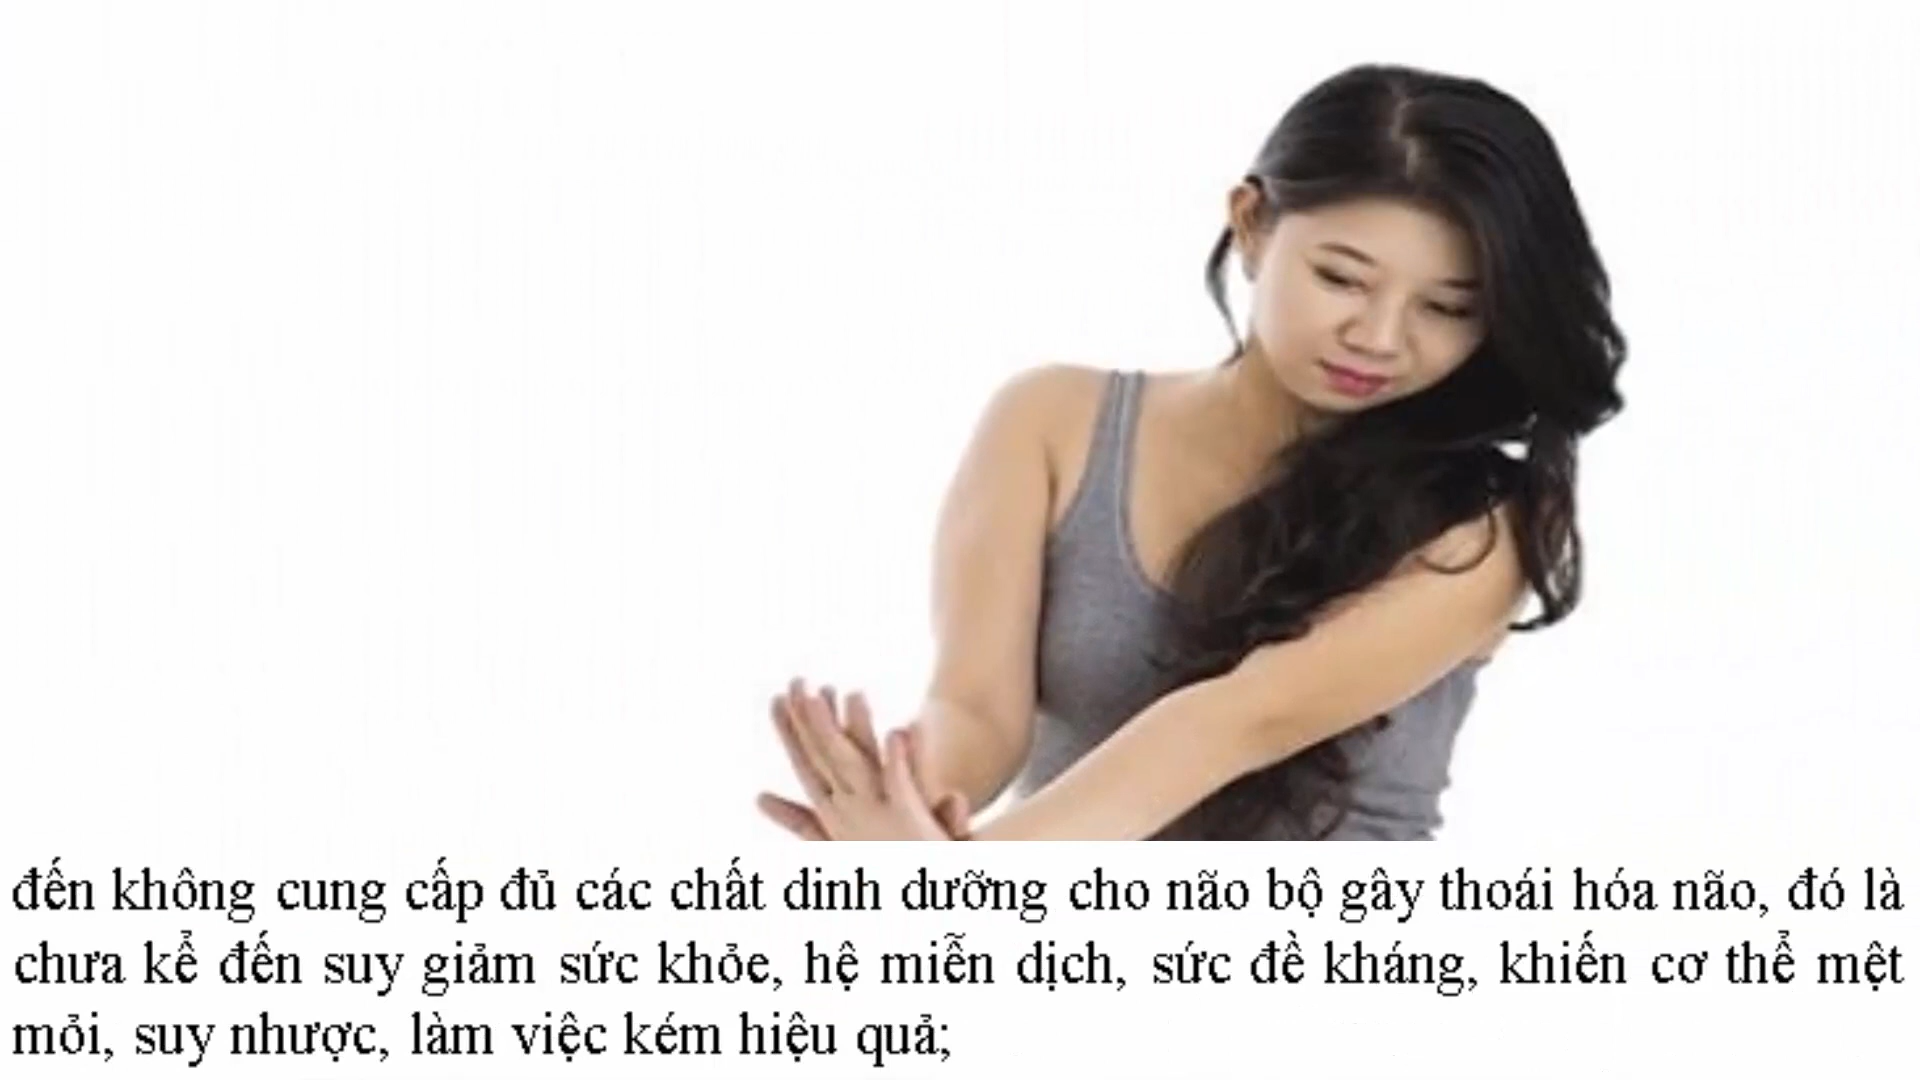 đến không cung cấp đủ các chất dinh dưỡng cho não bộ gây thoái hóa não, đó là
chưa kể đến suy giảm sức khỏe, hệ miễn dịch, sức đề kháng, khiến cơ thể mệt
mỏi, suy nhược, làm việc kém hiệu quả;